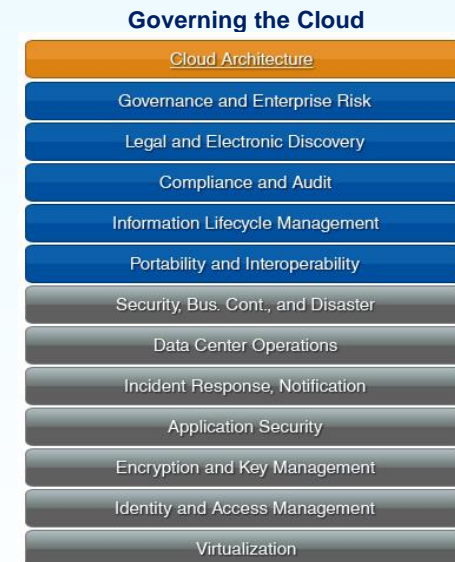 Governing the Cloud
Cloud Architecture
Governance and Enterprise Risk
Legal and Electronic Discovery
Compliance and Audit
Information Lifecycle Management
Portability and Interoperability
Security, Bus. Cont., and Disaster
Data Center Operations
Incident Response, Notification
Application Security
Encryption and Key Management
Identity and Access Management
Virtualization